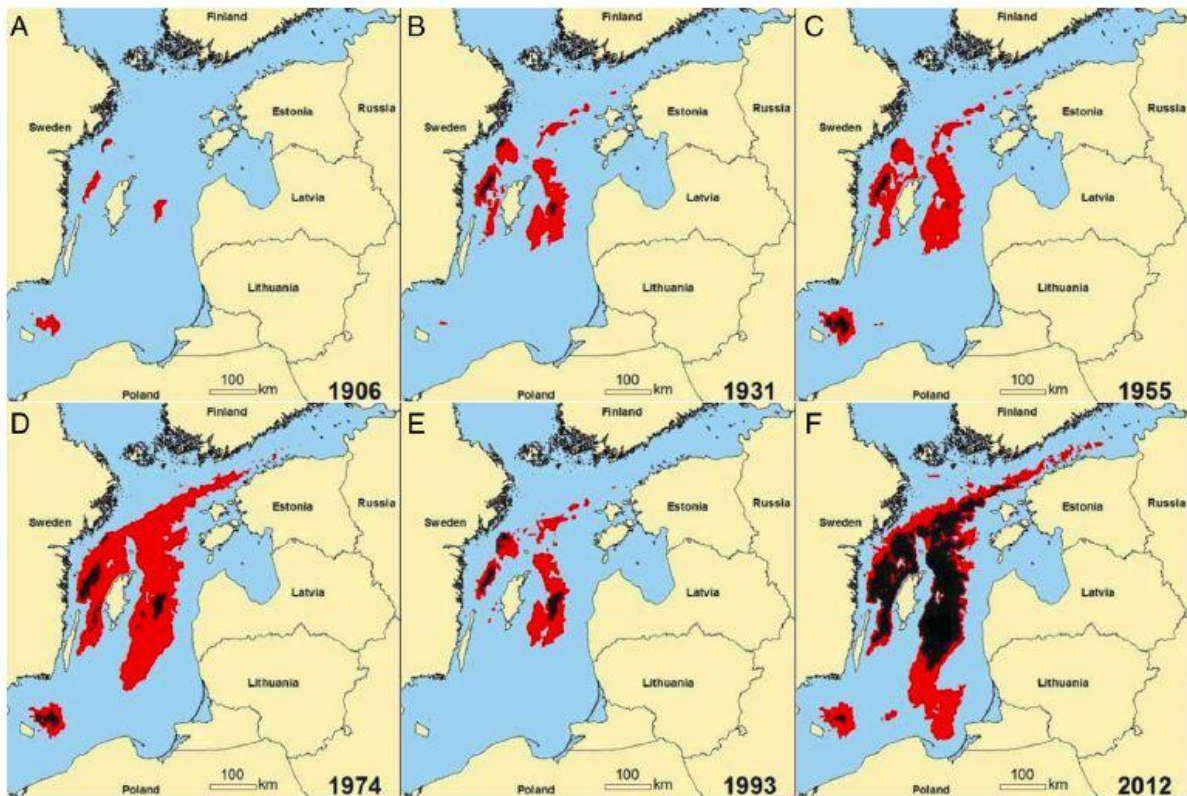 A
Finland
Sweden
Estonia
Russia
Latvia
Lithuania
Poland
100
km
1906
B
Finland
Sweden
Estonia
Russia
Latvia
Lithuania
Poland
100
km
1931
C
Finland
Sweden
Estonia
Russia
Latvia
Lithuania
Poland
100
km
1955
D
Finland
Sweden
Estonia
Russia
Latvia
Lithuania
Poland
100
km
1974
E
Finland
Sweden
Estonia
Russia
Latvia
Lithuania
Poland
100
km
1993
F
Finland
Sweden
Estonia
Russia
Latvia
Lithuania
Poland
100
km
2012